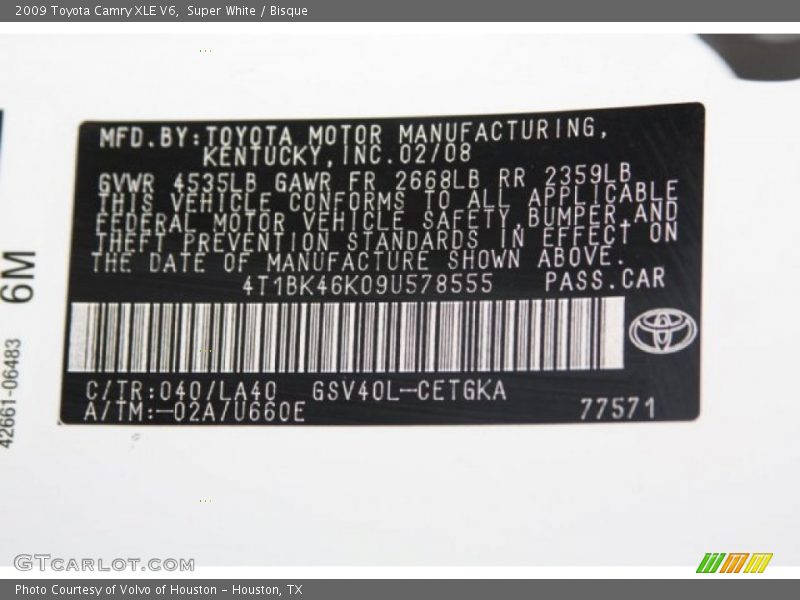 2009 Toyota Camry XLE V6,  Super White / Bisque
MFD.BY:TOYOTA MOTOR MANUFACTURING,
KENTUCKY,INC.02/08
GVWR 4535LB GAWR FR 2668LB RR 2359LB
THIS VEHICLE CONFORMS TO ALL APPLICABLE
FEDERAL MOTOR VEHICLE SAFETY,BUMPER,AND
THEFT PREVENTION STANDARDS IN EFFECT ON
THE DATE OF MANUFACTURE SHOWN ABOVE.
4T1BK46K09U578555 PASS.CAR
C/TR:040/LA40 GSV40L-CETGKA
A/TM:-02A/U660E 77571
6M
42661-06483
GTCARLOT.COM
Photo Courtesy of Volvo of Houston - Houston, TX